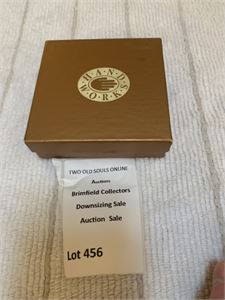 HAND
WORKS
TWO OLD SOULS ONLINE
Auctions
Brimfield Collectors
Downsizing Sale
Auction Sale
Lot 456